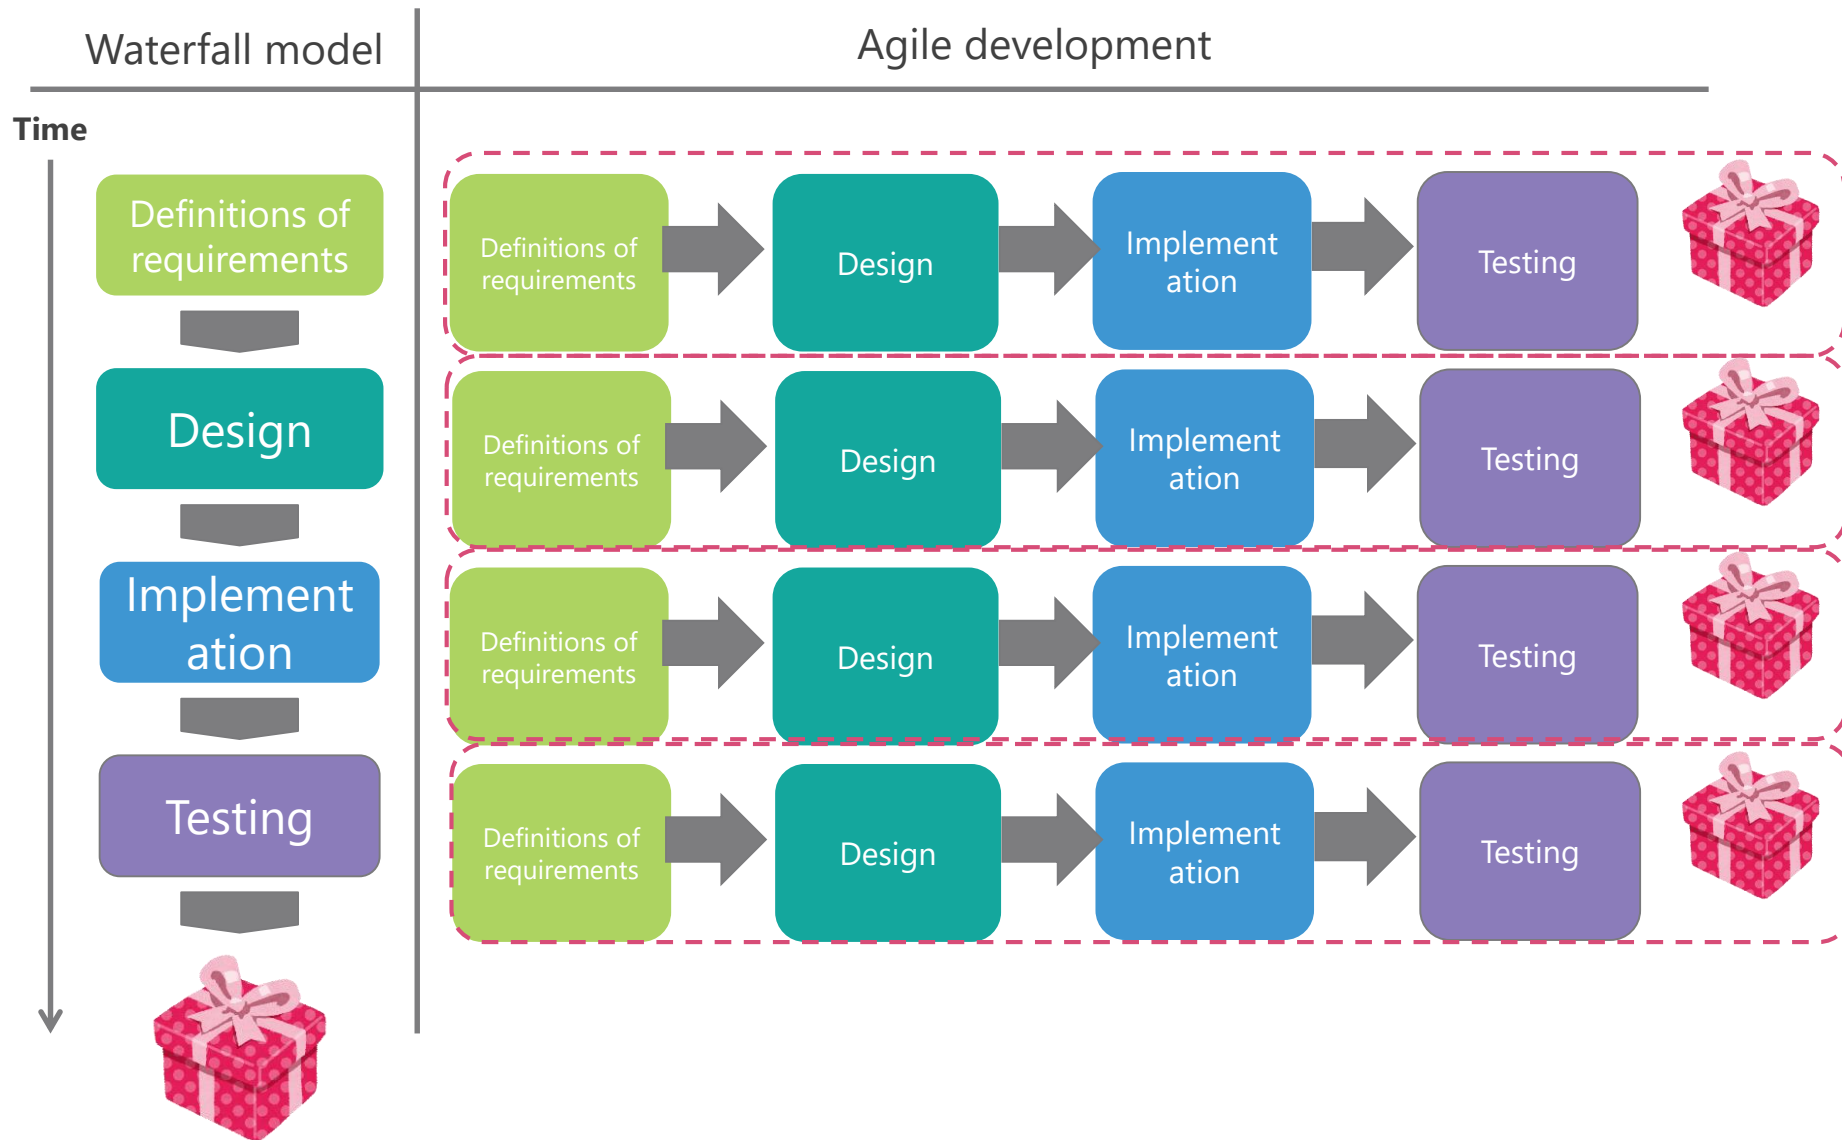 Waterfall model
Agile development
Time
Definitions of
requirements
Design
Implement
ation
Testing
Definitions of
requirements
Design
Implement
ation
Testing
Definitions of
requirements
Design
Implement
ation
Testing
Definitions of
requirements
Design
Implement
ation
Testing
Definitions of
requirements
Design
Implement
ation
Testing